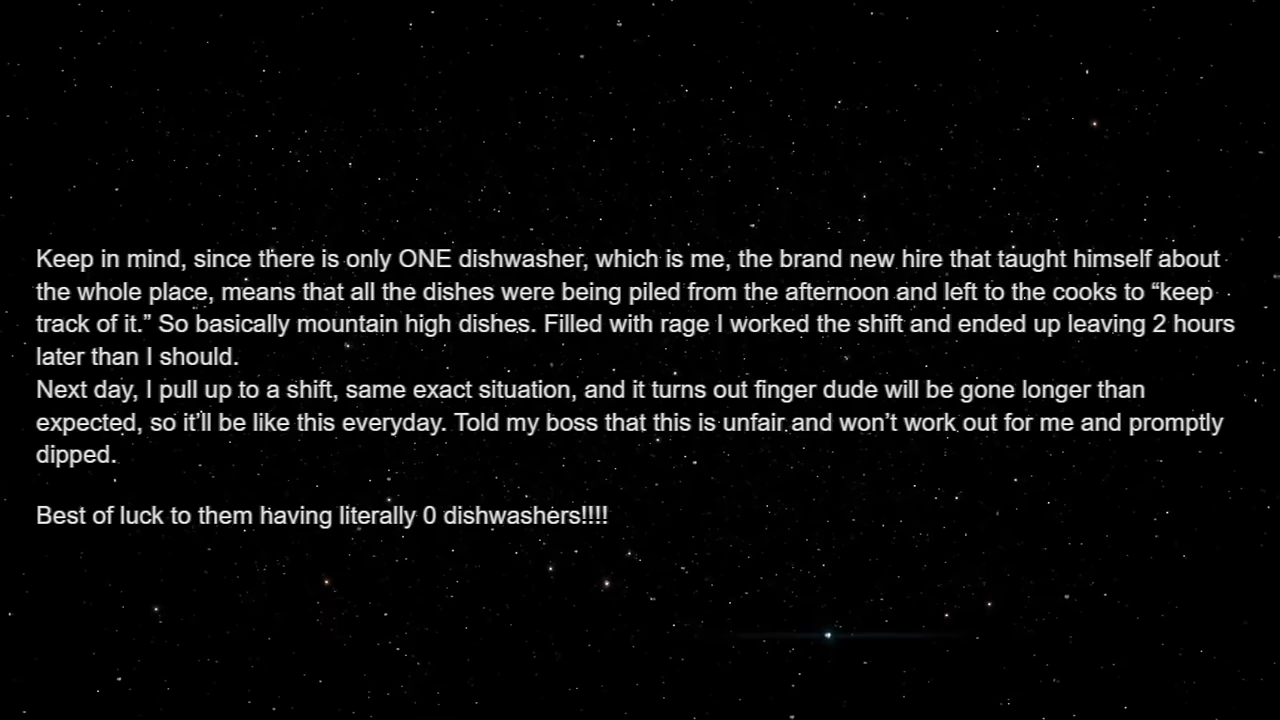 Keep in mind, since there is only ONE dishwasher, which is me, the brand new hire that taught himself about
the whole place, means that all the dishes were being piled from the afternoon and left to the cooks to “keep
track of it.” So basically mountain high dishes. Filled with rage I worked the shift and ended up leaving 2 hours
later than I should.
Next day, I pull up to a shift, same exact situation, and it turns out finger dude will be gone longer than
expected, so it’ll be like this everyday. Told my boss that this is unfair and won’t work out for me and promptly
dipped.
Best of luck to them having literally 0 dishwashers!!!!